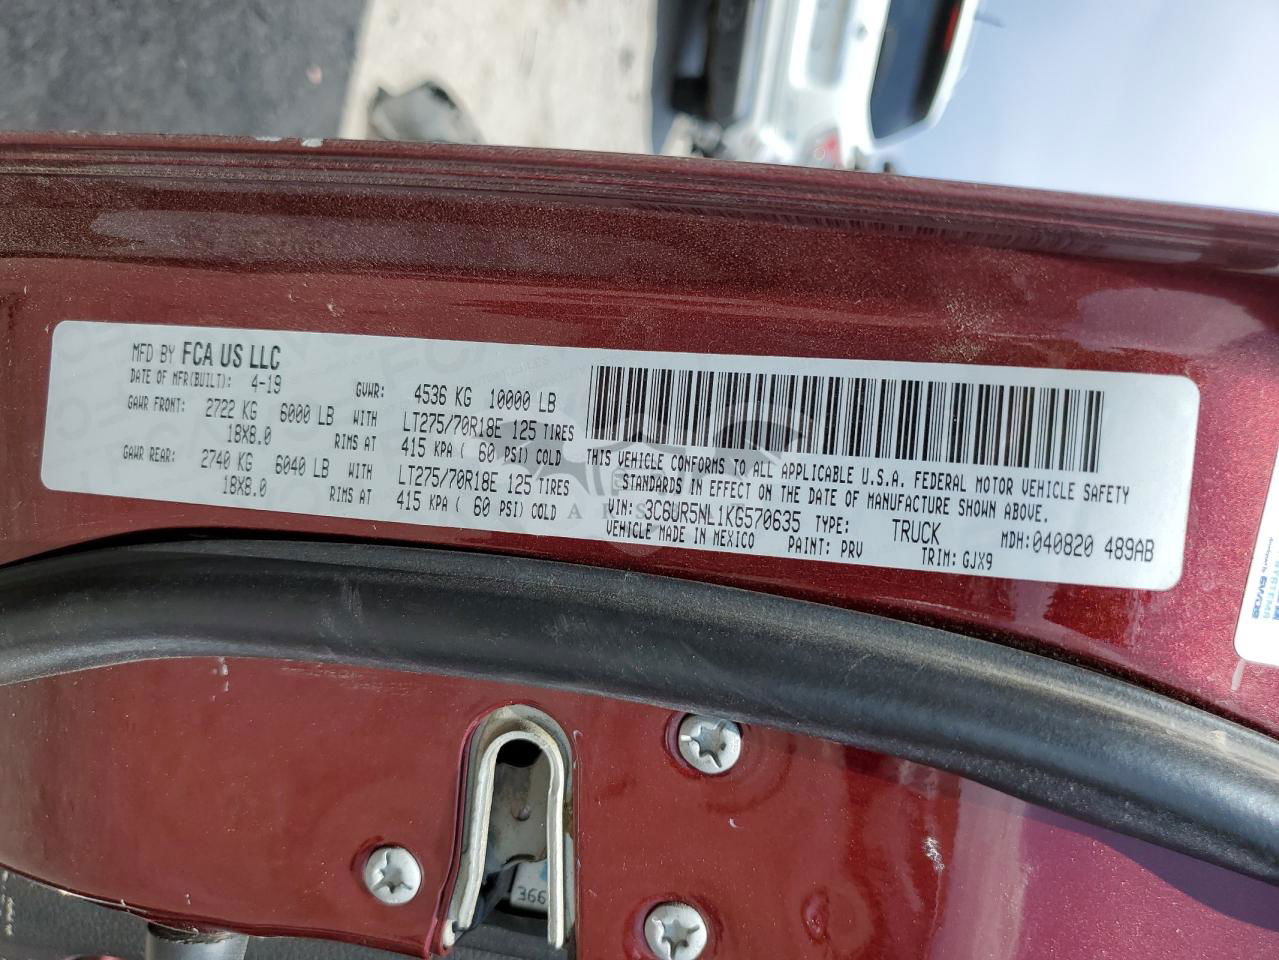 MFD BY FCA US LLC
DATE OF MFR(BUILT): 4-19 GVWR: 4536 KG 10000 LB
GAWR FRONT: 2722 KG 6000 LB WITH LT275/70R18E 125 TIRES
18X8.0 RIMS AT 415 KPA ( 60 PSI) COLD
GAWR REAR: 2740 KG 6040 LB WITH LT275/70R18E 125 TIRES
18X8.0 RIMS AT 415 KPA ( 60 PSI) COLD
THIS VEHICLE CONFORMS TO ALL APPLICABLE U.S.A. FEDERAL MOTOR VEHICLE SAFETY
STANDARDS IN EFFECT ON THE DATE OF MANUFACTURE SHOWN ABOVE.
VIN: 3C6UR5NL1KG570635 TYPE: TRUCK MDH:040820 489AB
VEHICLE MADE IN MEXICO PAINT: PRV TRIM: GJX9
366